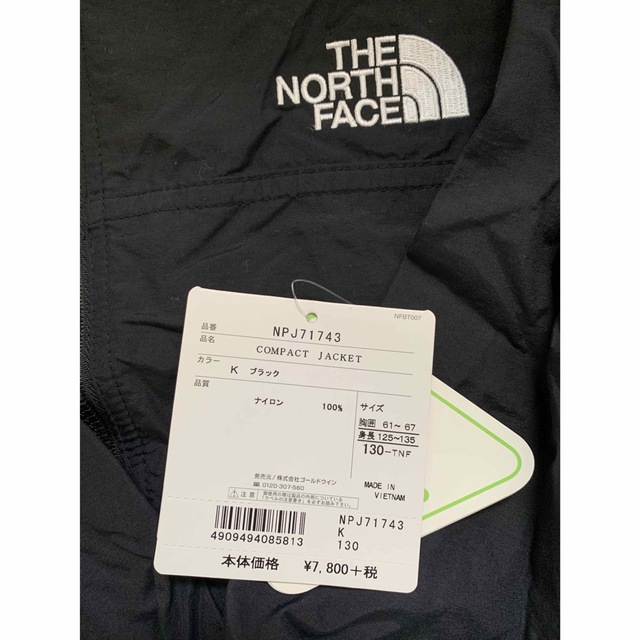 THE
NORTH
FACE
NFBT007
品番 NPJ71743
品名 COMPACT JACKET
カラー K ブラック
品質
ナイロン 100%
サイズ
胸囲 61～67
身長 125～135
130-TNF
発売元/株式会社ゴールドウイン
☎0120-307-560
注意
MADE IN
VIETNAM
NPJ71743
K
130
4909494085813
本体価格 ¥7,800+税